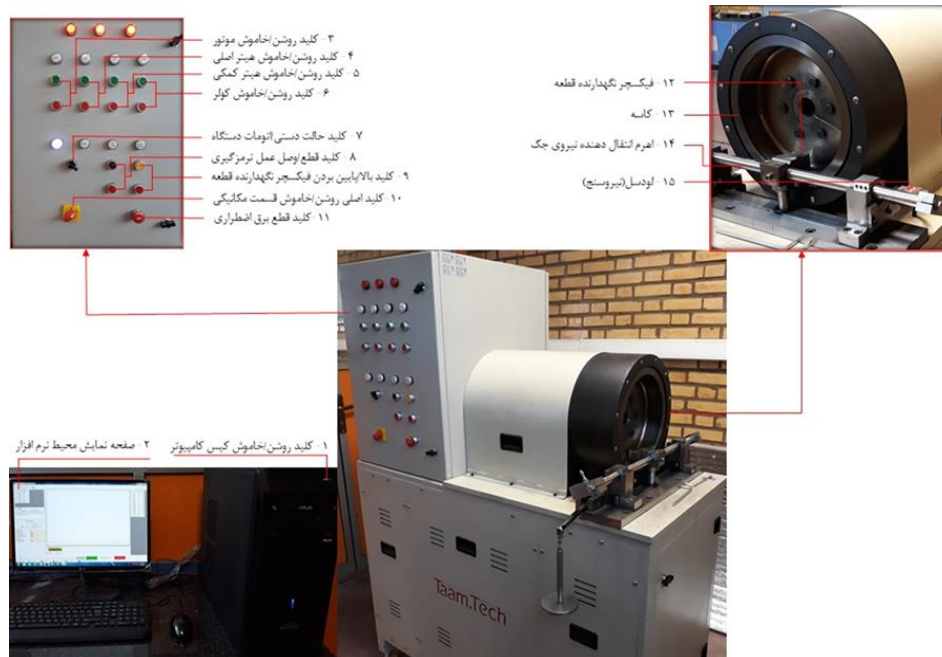 ۳ - کلید روشن/خاموش موتور
۴ - کلید روشن/خاموش هیتر اصلی
۵ - کلید روشن/خاموش هیتر کمکی
۶ - کلید روشن/خاموش کولر
۷ - کلید حالت دستی/اتومات دستگاه
۸ - کلید قطع/وصل عمل ترمزگیری
۹ - کلید بالا/پایین بردن فیکسچر نگهدارنده قطعه
۱۰ - کلید اصلی روشن/خاموش قسمت مکانیکی
۱۱ - کلید قطع برق اضطراری
۱۲ - فیکسچر نگهدارنده قطعه
۱۳ - کاسه
۱۴ - اهرم انتقال دهنده نیروی جک
۱۵ - لودسل(نیروسنج)
۱ - کلید روشن/خاموش کیس کامپیوتر
۲ - صفحه نمایش محیط نرم افزار
Taam.Tech